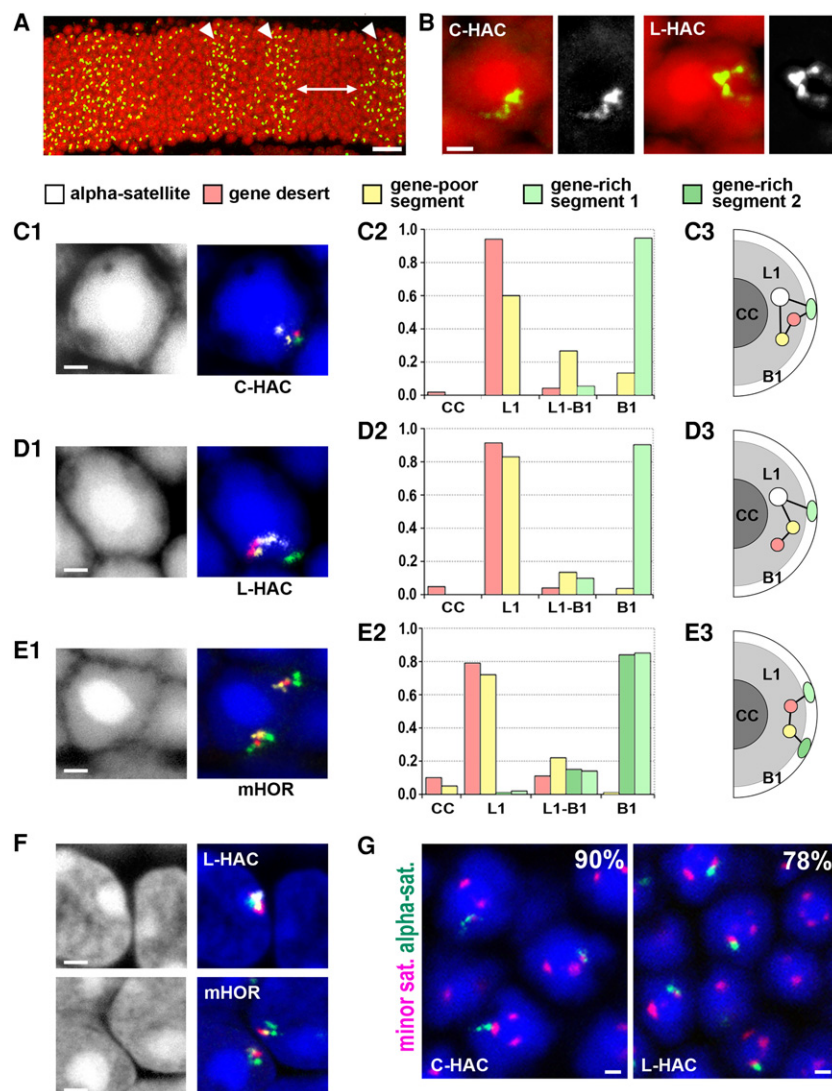 A
B
C-HAC
L-HAC
alpha-satellite
gene desert
gene-poor
segment
gene-rich
segment 1
gene-rich
segment 2
C1
C-HAC
C2
1.0
0.8
0.6
0.4
0.2
0.0
CC L1 L1-B1 B1
C3
L1
CC
B1
D1
L-HAC
D2
1.0
0.8
0.6
0.4
0.2
0.0
CC L1 L1-B1 B1
D3
L1
CC
B1
E1
mHOR
E2
1.0
0.8
0.6
0.4
0.2
0.0
CC L1 L1-B1 B1
E3
L1
CC
B1
F
L-HAC
mHOR
G
minor sat. alpha-sat.
90%
C-HAC
78%
L-HAC